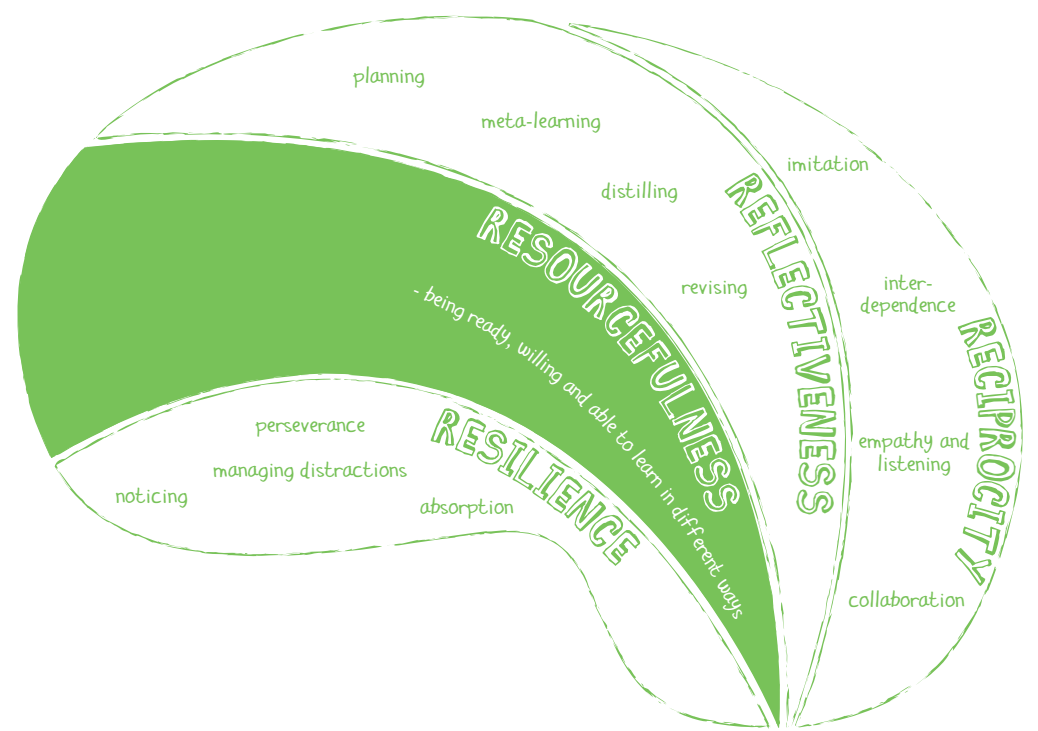 planning
meta-learning
distilling
revising
REFLECTIVENESS
imitation
inter-
dependence
empathy and
listening
collaboration
RECIPROCITY
RESOURCEFULNESS
- being ready, willing and able to learn in different ways
RESILIENCE
perseverance
managing distractions
noticing
absorption